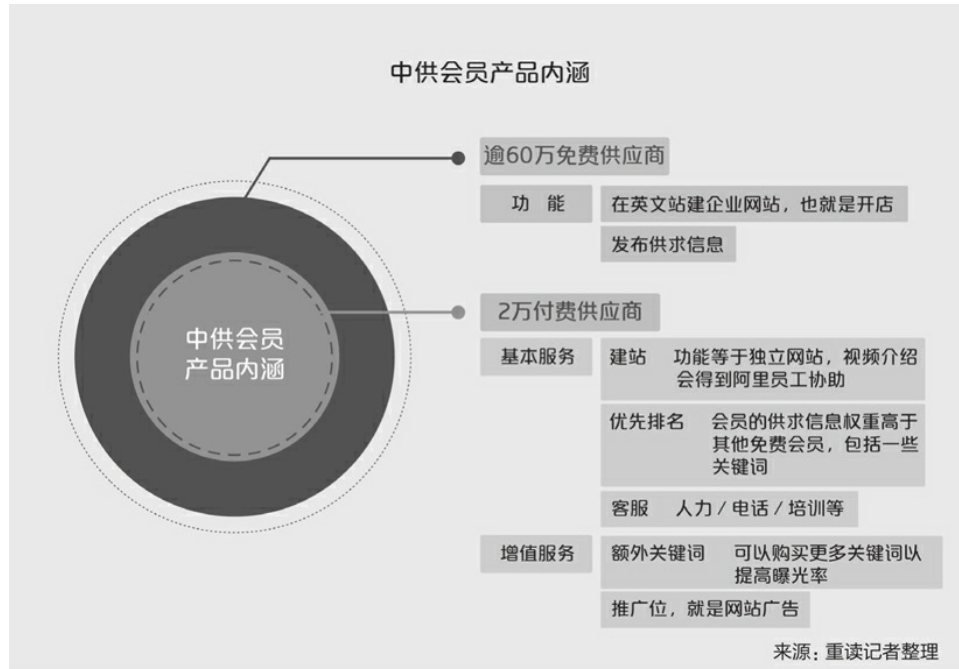 中供会员产品内涵
逾60万免费供应商
功 能
在英文站建企业网站，也就是开店
发布供求信息
中供会员
产品内涵
2万付费供应商
基本服务
建站 功能等于独立网站，视频介绍
会得到阿里员工协助
优先排名 会员的供求信息权重高于
其他免费会员，包括一些
关键词
客服 人力/电话/培训等
增值服务
额外关键词 可以购买更多关键词以
提高曝光率
推广位，就是网站广告
来源：重读记者整理